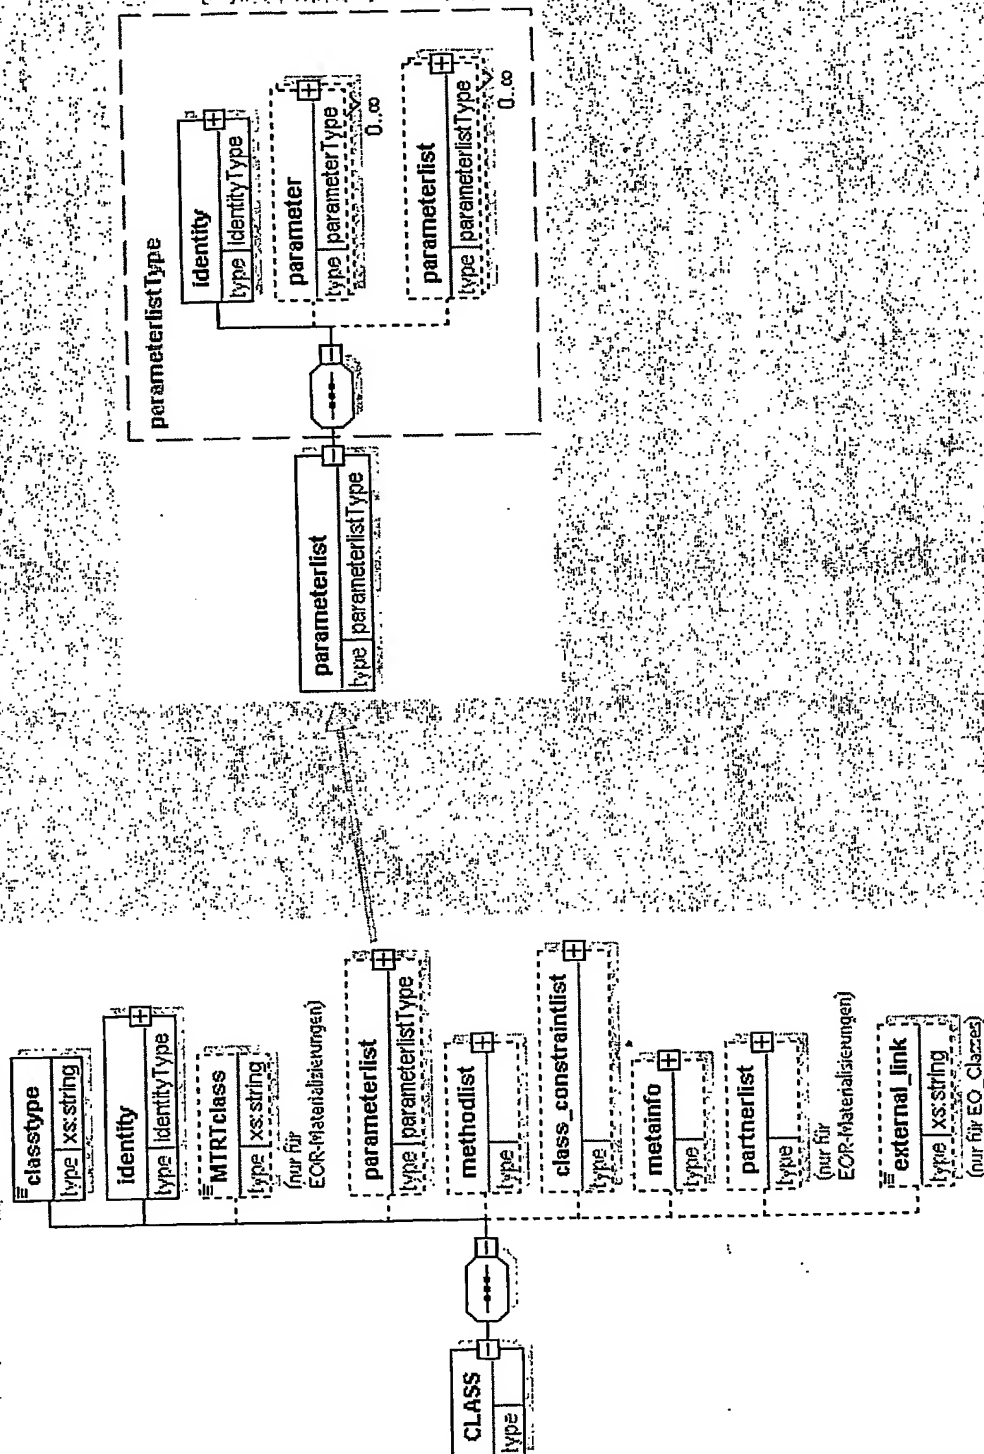 CLASS
type
classtype
type xs:string
identity
type identityType
MTRTclass
type xs:string
(nur für
EOR-Materialisierungen)
parameterlist
type parameterlistType
methodlist
type
class_constraintlist
type
metainfo
type
partnerlist
type
(nur für
EOR-Materialisierungen)
external_link
type xs:string
(nur für EO_Classes)
parameterlist
type parameterlistType
parameterlistType
identity
type identityType
parameter
type parameterType
0..∞
parameterlist
type parameterlistType
0..∞